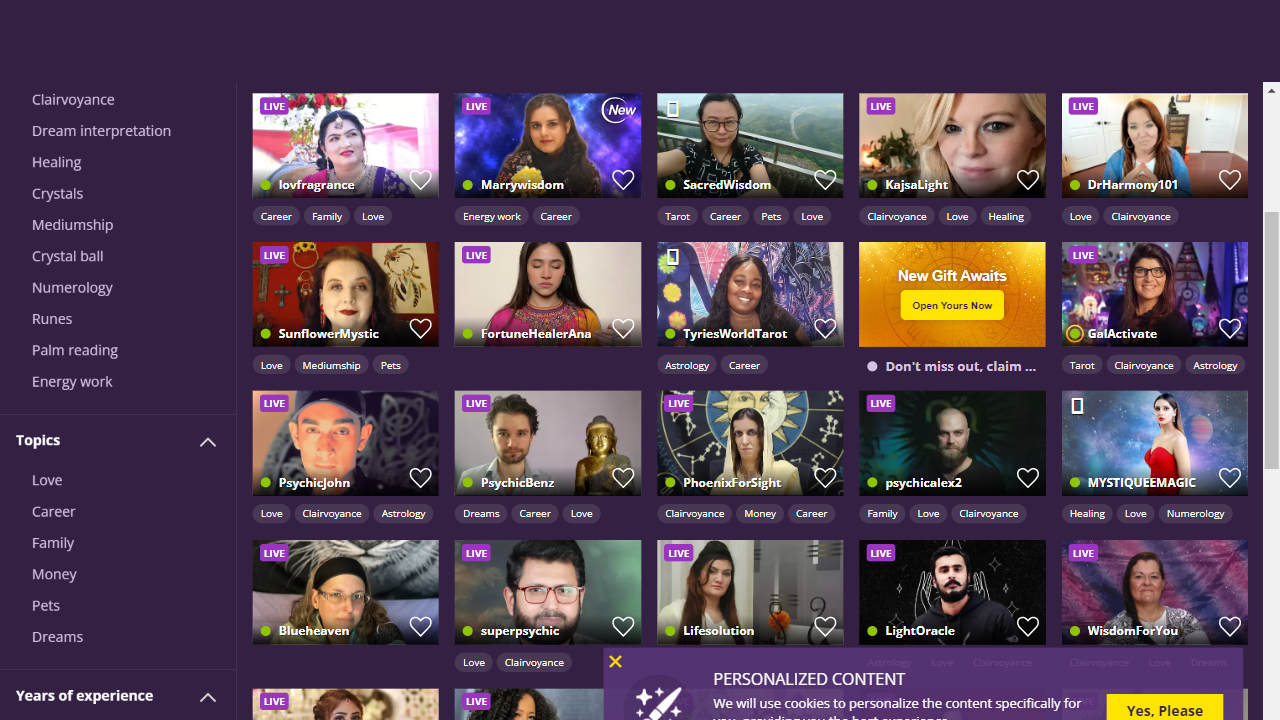 Clairvoyance
Dream interpretation
Healing
Crystals
Mediumship
Crystal ball
Numerology
Runes
Palm reading
Energy work
Topics
Love
Career
Family
Money
Pets
Dreams
Years of experience
LIVE
lovfragrance
Career Family Love
LIVE New
Marrywisdom
Energy work Career
SacredWisdom
Tarot Career Pets Love
LIVE
KajsaLight
Clairvoyance Love Healing
LIVE
DrHarmony101
Love Clairvoyance
LIVE
SunflowerMystic
Love Mediumship Pets
LIVE
FortuneHealerAna
TyriesWorldTarot
Astrology Career
New Gift Awaits
Open Yours Now
Don't miss out, claim ...
LIVE
GalActivate
Tarot Clairvoyance Astrology
LIVE
PsychicJohn
Love Clairvoyance Astrology
LIVE
PsychicBenz
Dreams Career Love
LIVE
PhoenixForSight
Clairvoyance Money Career
LIVE
psychicalex2
Family Love Clairvoyance
MYSTIQUEEMAGIC
Healing Love Numerology
LIVE
Blueheaven
LIVE
superpsychic
Love Clairvoyance
LIVE
Lifesolution
LIVE
LightOracle
Astrology Love Clairvoyance
LIVE
WisdomForYou
Clairvoyance Love Dreams
LIVE
LIVE
PERSONALIZED CONTENT
We will use cookies to personalize the content specifically for
you, providing you the best experience
Yes, Please